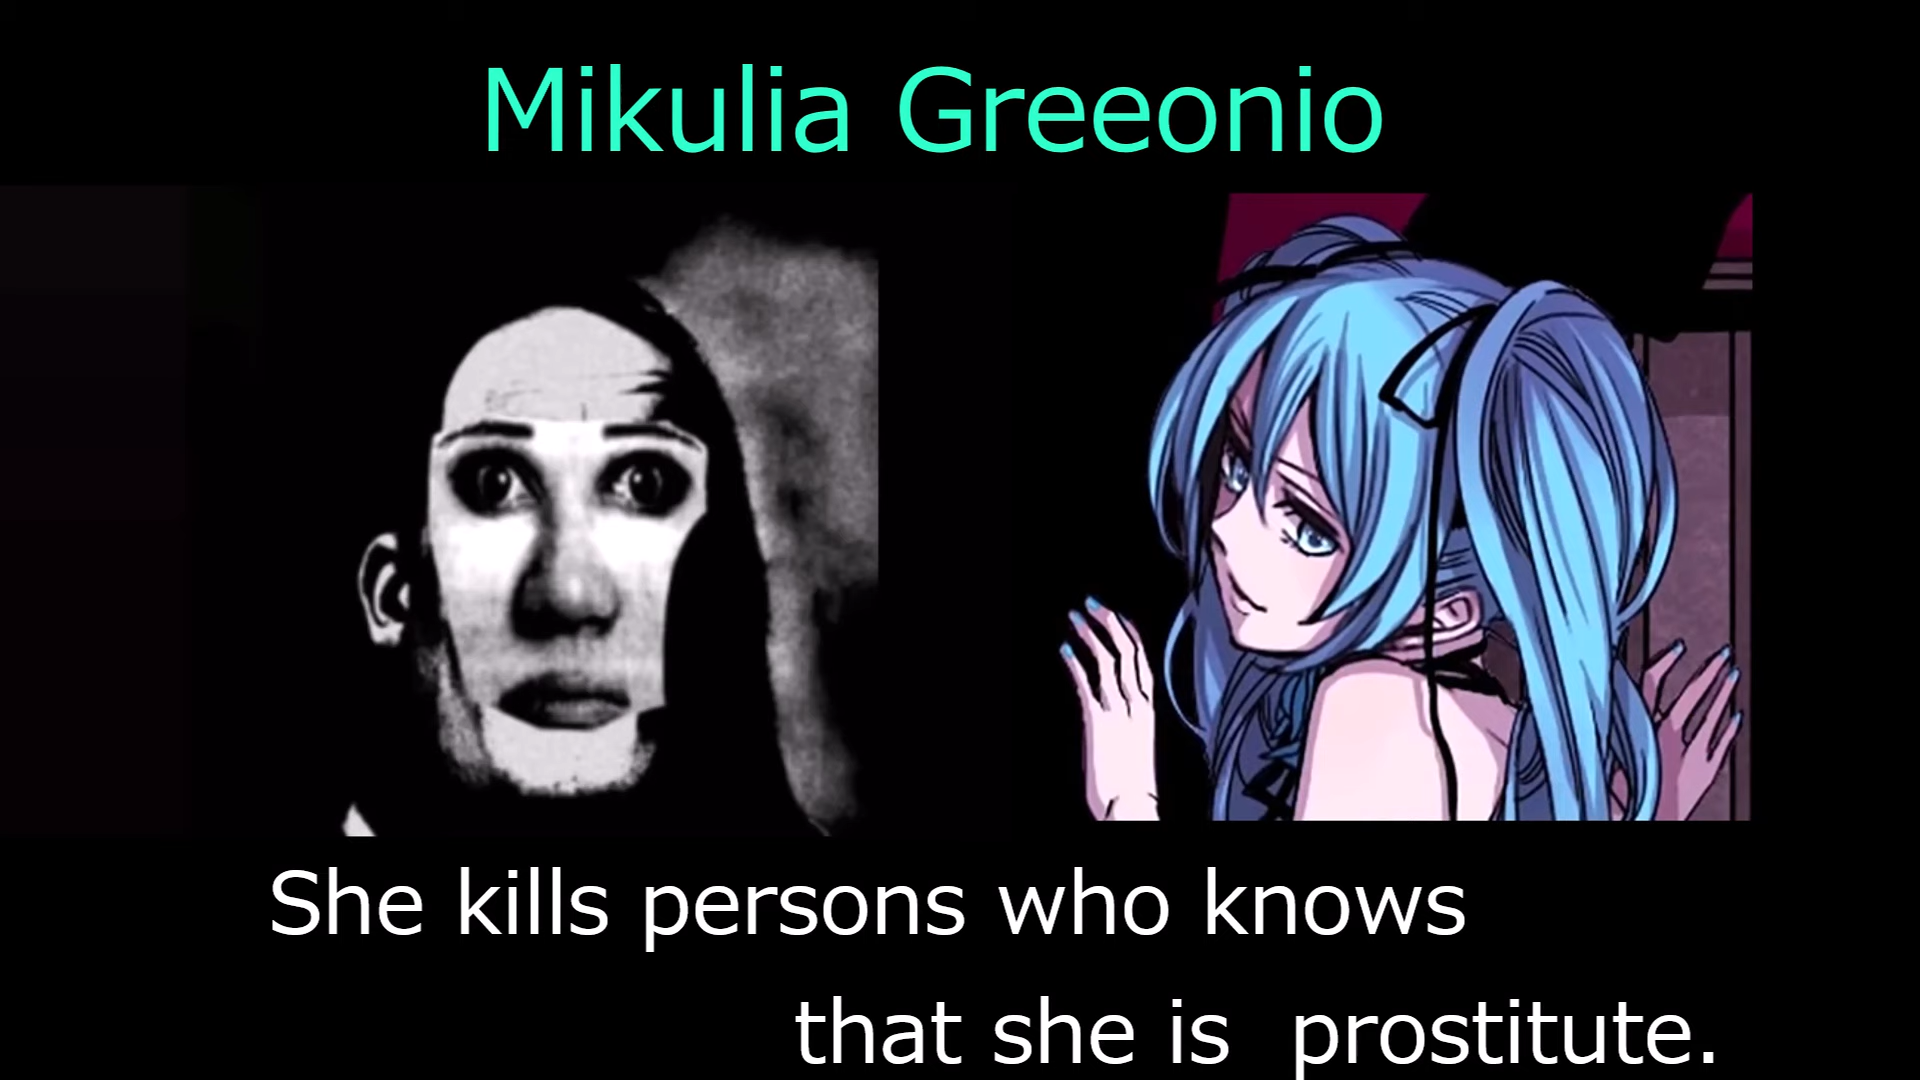 Mikulia Greeonio
She kills persons who knows
that she is prostitute.